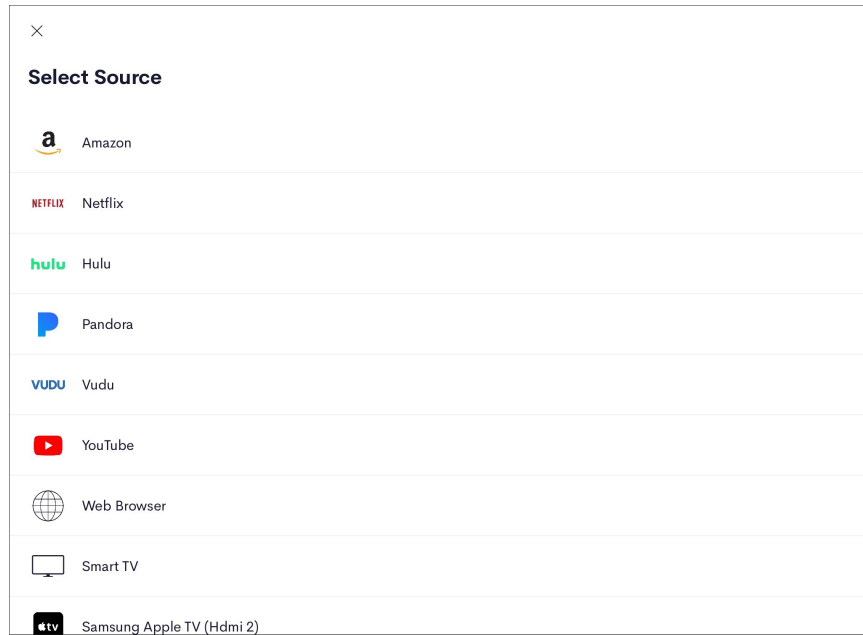 Select Source
a Amazon
NETFLIX Netflix
hulu Hulu
Pandora
VUDU Vudu
YouTube
Web Browser
Smart TV
tv Samsung Apple TV (Hdmi 2)